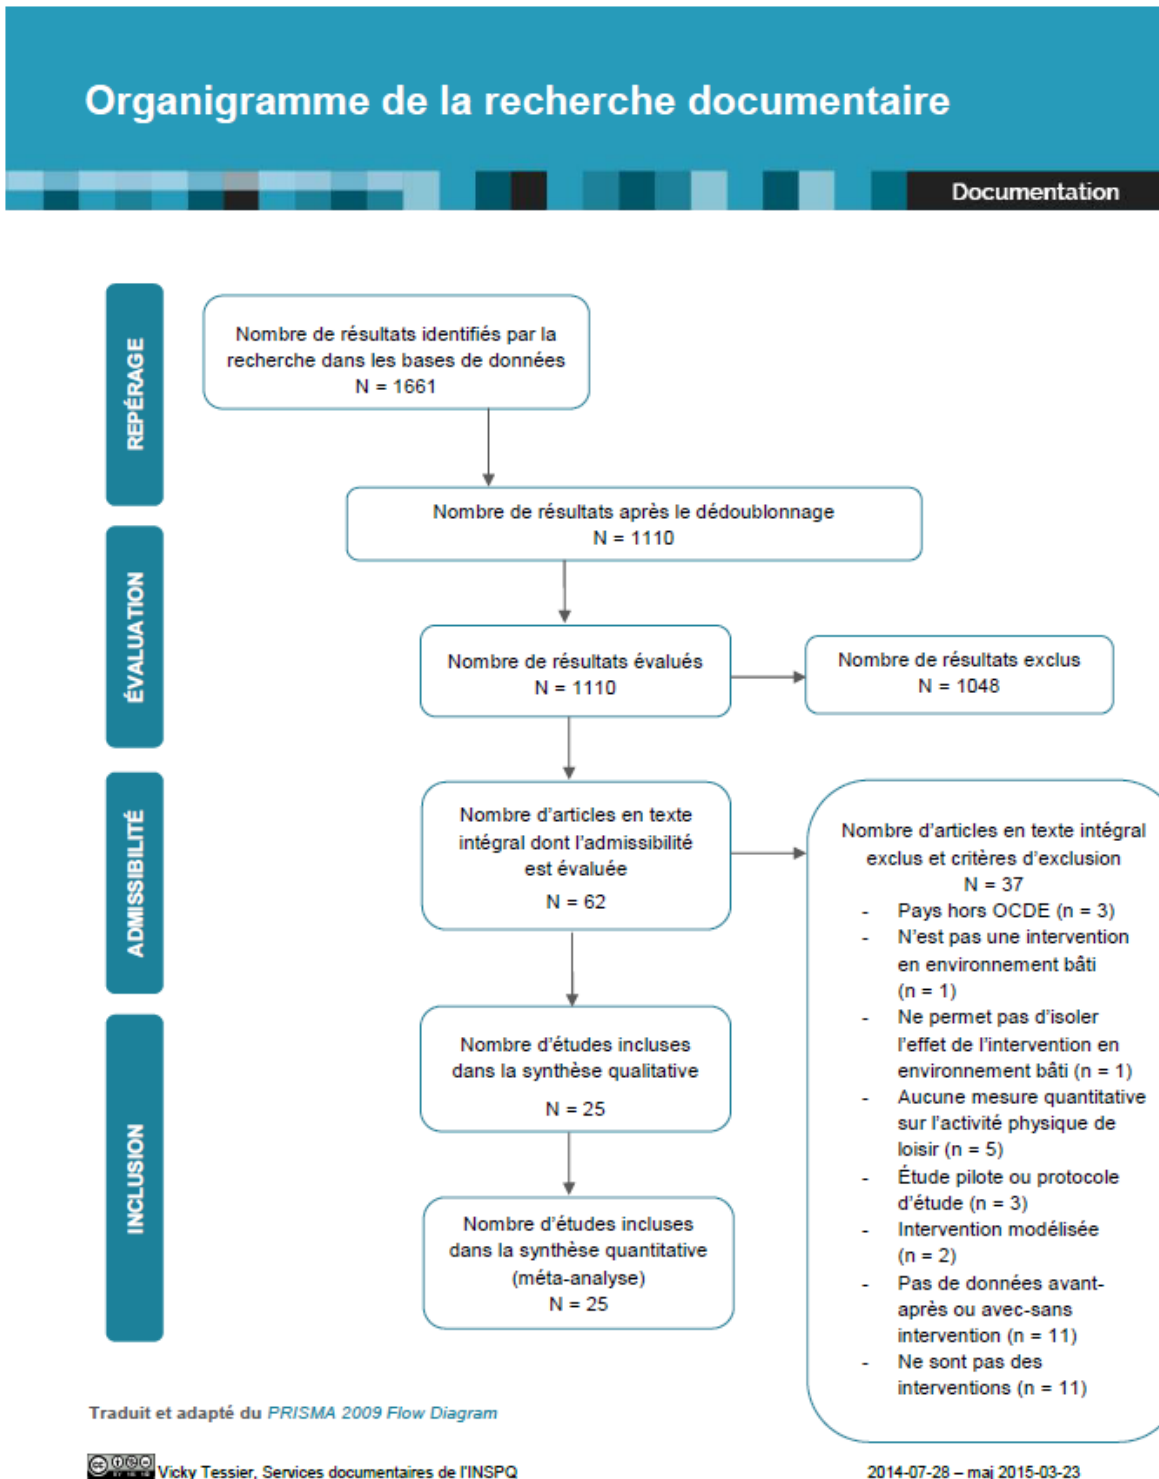 Organigramme de la recherche documentaire
Documentation
REPÉRAGE
Nombre de résultats identifiés par la
recherche dans les bases de données
N = 1661
Nombre de résultats après le dédoublonnage
N = 1110
ÉVALUATION
Nombre de résultats évalués
N = 1110
Nombre de résultats exclus
N = 1048
ADMISSIBILITÉ
Nombre d'articles en texte
intégral dont l'admissibilité
est évaluée
N = 62
Nombre d'articles en texte intégral
exclus et critères d'exclusion
N = 37
- Pays hors OCDE (n = 3)
- N'est pas une intervention
en environnement bâti
(n = 1)
- Ne permet pas d'isoler
l'effet de l'intervention en
environnement bâti (n = 1)
- Aucune mesure quantitative
sur l'activité physique de
loisir (n = 5)
- Étude pilote ou protocole
d'étude (n = 3)
- Intervention modélisée
(n = 2)
- Pas de données avant-
après ou avec-sans
intervention (n = 11)
- Ne sont pas des
interventions (n = 11)
INCLUSION
Nombre d'études incluses
dans la synthèse qualitative
N = 25
Nombre d'études incluses
dans la synthèse quantitative
(méta-analyse)
N = 25
Traduit et adapté du PRISMA 2009 Flow Diagram
Vicky Tessier, Services documentaires de l'INSPQ
2014-07-28 – maj 2015-03-23